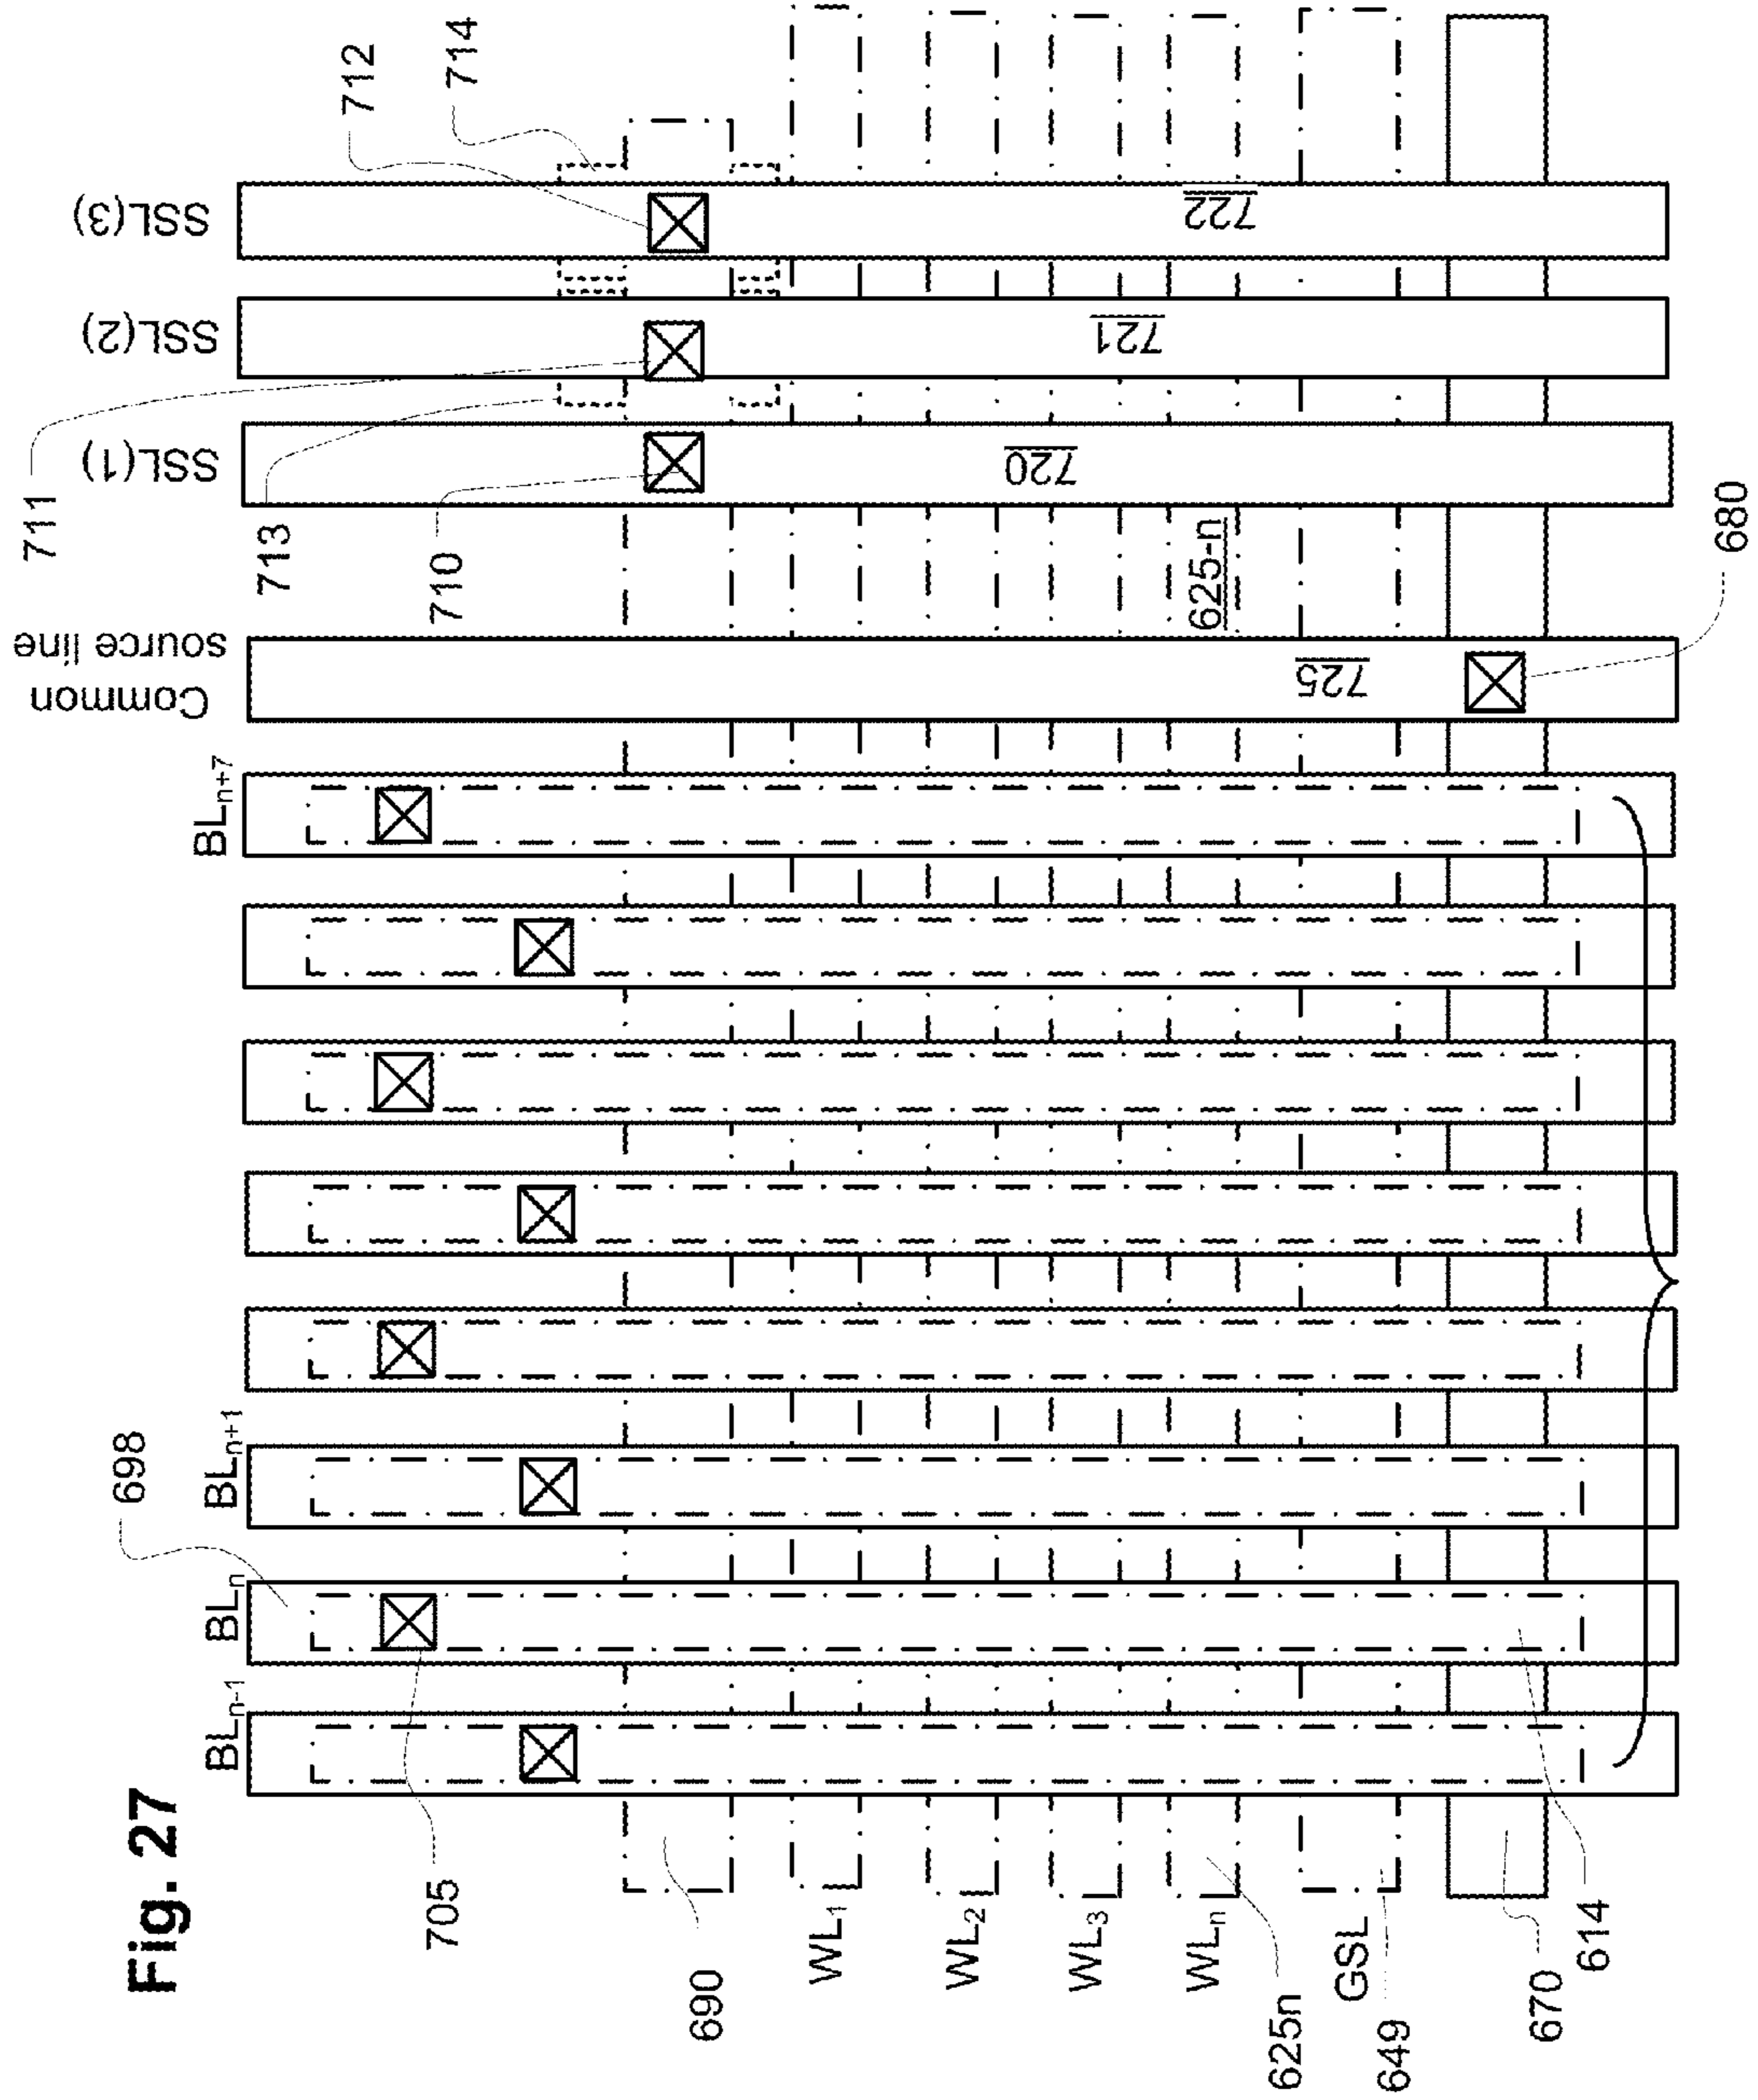 Fig. 27
BLn-1
BLn
BLn+1
BLn+7
Common
source line
SSL(1)
SSL(2)
SSL(3)
698
705
711
713
710
712
714
690
WL1
WL2
WL3
WLn
625n
GSL
649
670
614
720
721
722
725
625-n
680